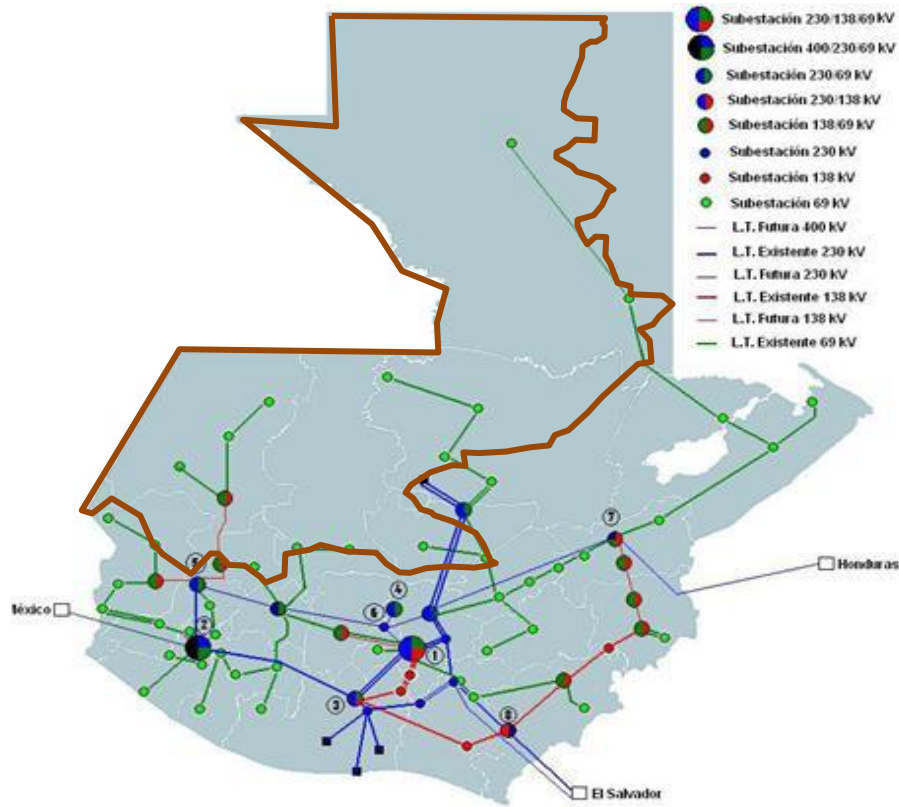 Subestación 230/138/69 kV
Subestación 400/230/69 kV
Subestación 230/69 kV
Subestación 230/138 kV
Subestación 138/69 kV
Subestación 230 kV
Subestación 138 kV
Subestación 69 kV
L.T. Futura 400 kV
L.T. Existente 230 kV
L.T. Futura 230 kV
L.T. Existente 138 kV
L.T. Futura 138 kV
L.T. Existente 69 kV
7
5
Honduras
4
México
6
2
1
3
8
El Salvador